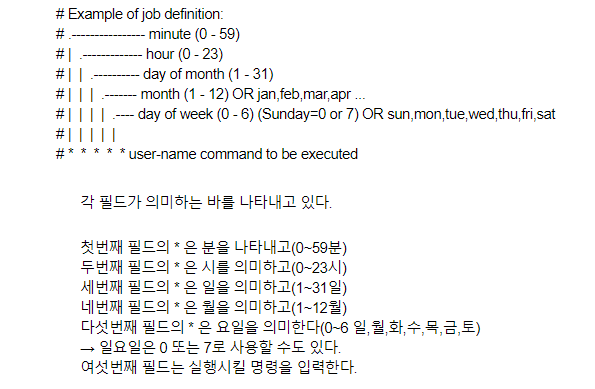 # Example of job definition:
# .---------------- minute (0 - 59)
# | .------------- hour (0 - 23)
# | | .---------- day of month (1 - 31)
# | | | .------- month (1 - 12) OR jan,feb,mar,apr ...
# | | | | .---- day of week (0 - 6) (Sunday=0 or 7) OR sun,mon,tue,wed,thu,fri,sat
# | | | | |
# * * * * * user-name command to be executed
각 필드가 의미하는 바를 나타내고 있다.
첫번째 필드의 * 은 분을 나타내고(0~59분)
두번째 필드의 * 은 시를 의미하고(0~23시)
세번째 필드의 * 은 일을 의미하고(1~31일)
네번째 필드의 * 은 월을 의미하고(1~12월)
다섯번째 필드의 * 은 요일을 의미한다(0~6 일,월,화,수,목,금,토)
→ 일요일은 0 또는 7로 사용할 수도 있다.
여섯번째 필드는 실행시킬 명령을 입력한다.